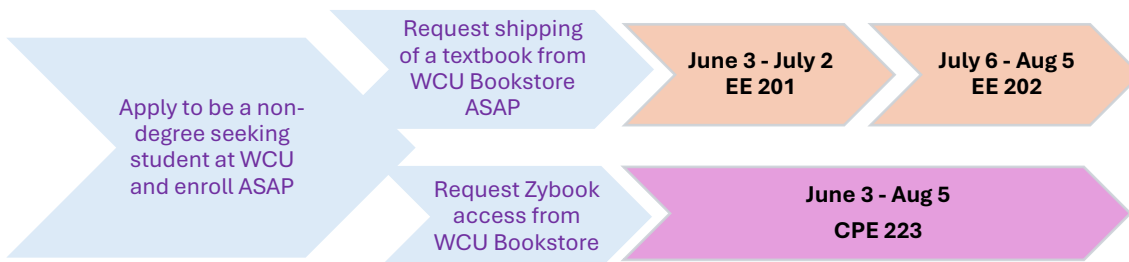 Apply to be a non-
degree seeking
student at WCU
and enroll ASAP
Request shipping
of a textbook from
WCU Bookstore
ASAP
June 3 - July 2
EE 201
July 6 - Aug 5
EE 202
Request Zybook
access from
WCU Bookstore
June 3 - Aug 5
CPE 223